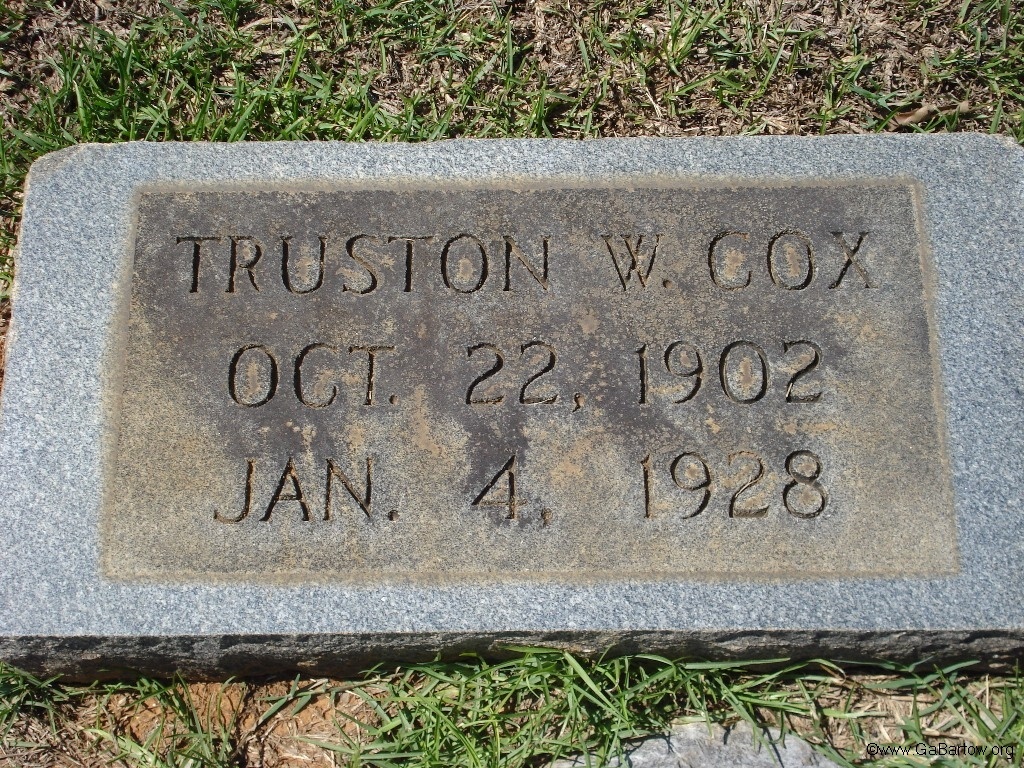 TRUSTON W. COX
OCT. 22, 1902
JAN. 4, 1928
©www.GaBartow.org